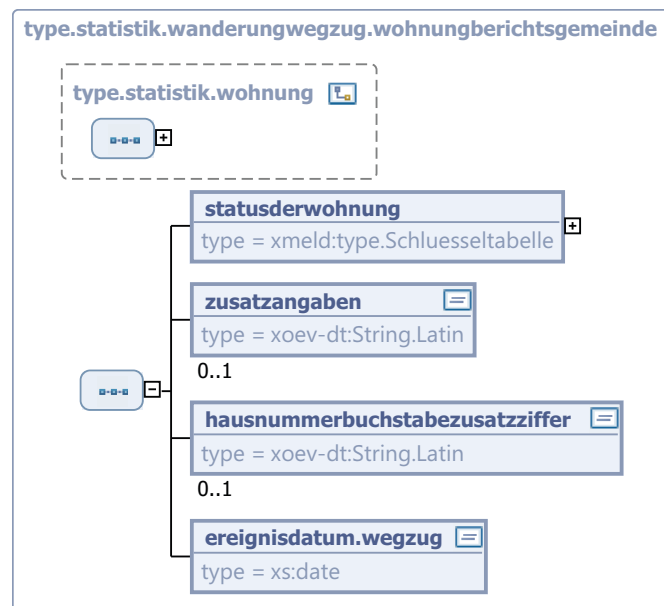 type.statistik.wanderungwegzug.wohnungberichtsgemeinde
type.statistik.wohnung
statusderwohnung
type = xmeld:type.Schluesseltabelle
zusatzangaben
type = xoev-dt:String.Latin
0..1
hausnummerbuchstabezusatzziffer
type = xoev-dt:String.Latin
0..1
ereignisdatum.wegzug
type = xs:date